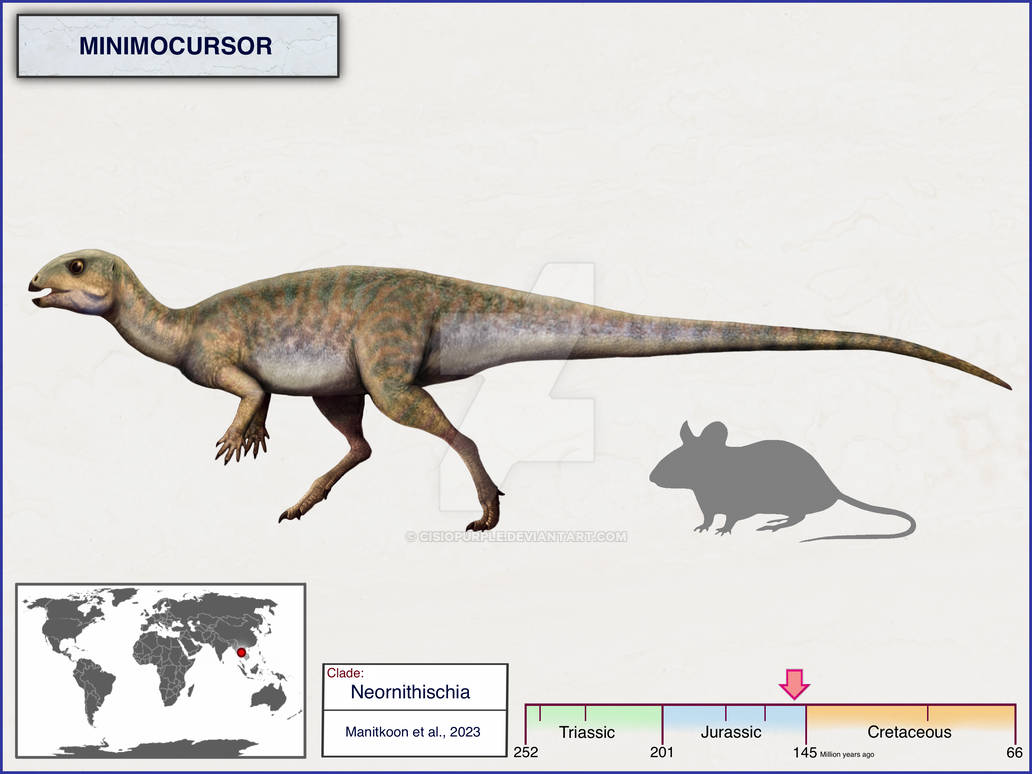 MINIMOCURSOR
© CISIOPURPLE.DEVIANTART.COM
Clade:
Neornithischia
Manitkoon et al., 2023
Triassic Jurassic Cretaceous
252 201 145 Million years ago 66